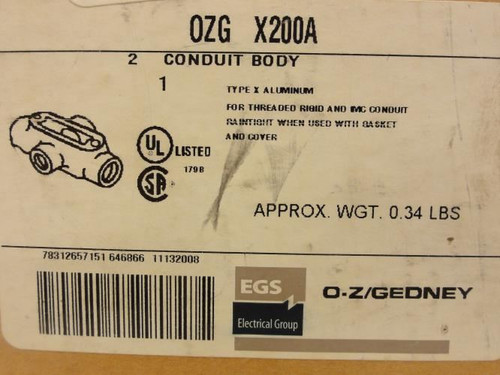 OZG X200A
2 CONDUIT BODY
1
TYPE X ALUMINUM
FOR THREADED RIGID AND IMC CONDUIT
RAINTIGHT WHEN USED WITH GASKET
AND COVER
UL LISTED
179B
SA
APPROX. WGT. 0.34 LBS
78312657151 646866 11132008
EGS
Electrical Group
O-Z/GEDNEY